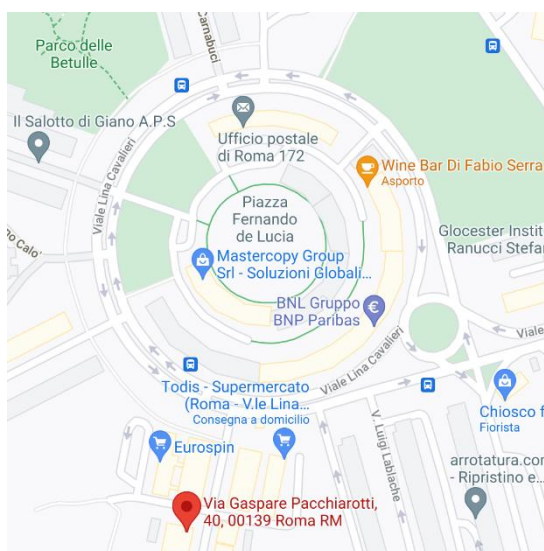 Carnabuci
Parco delle
Betulle
Il Salotto di Giano A.P.S
Ufficio postale
di Roma 172
Wine Bar Di Fabio Serra
Asporto
Viale Lina Cavalieri
Piazza
Fernando
de Lucia
Glocester Instit
Ranucci Stefan
Calo'
Mastercopy Group
Srl - Soluzioni Globali...
BNL Gruppo
BNP Paribas
€
Viale
Viale Lina Cavalieri
Todis - Supermercato
(Roma - V.le Lina...
Consegna a domicilio
Chiosco f
Fiorista
Eurospin
V. Luigi Lablache
arrotatura.com
- Ripristino e...
Via Gaspare Pacchiarotti,
40, 00139 Roma RM